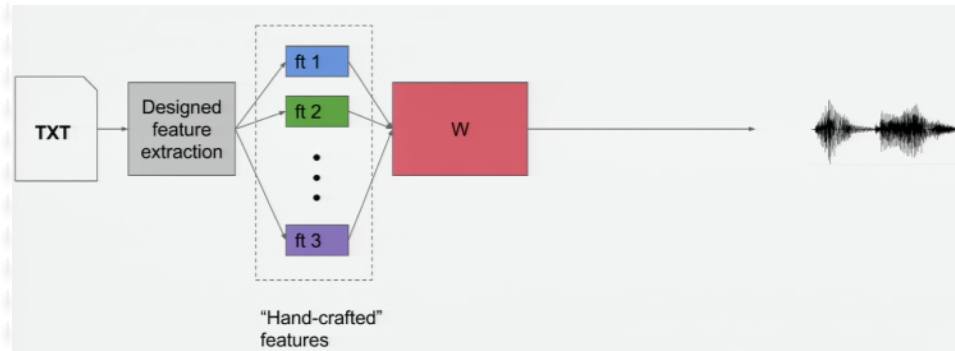 TXT
Designed
feature
extraction
ft 1
ft 2
ft 3
W
“Hand-crafted”
features